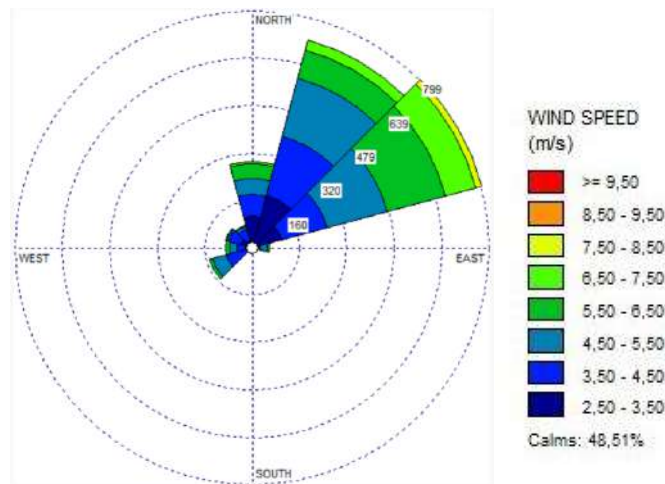 NORTH
799
639
479
320
160
WEST
EAST
SOUTH
WIND SPEED
(m/s)
>= 9,50
8,50 - 9,50
7,50 - 8,50
6,50 - 7,50
5,50 - 6,50
4,50 - 5,50
3,50 - 4,50
2,50 - 3,50
Calms: 48,51%